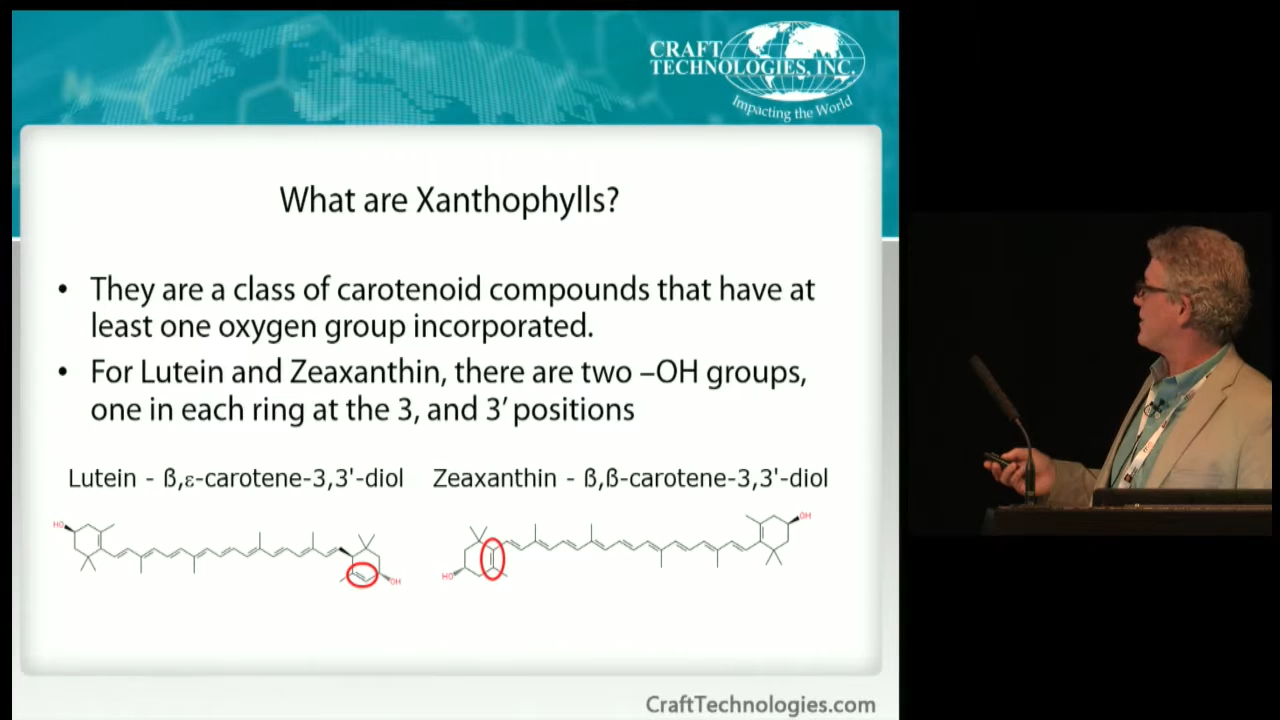 CRAFT
TECHNOLOGIES, INC.
Impacting the World
What are Xanthophylls?
• They are a class of carotenoid compounds that have at
least one oxygen group incorporated.
• For Lutein and Zeaxanthin, there are two –OH groups,
one in each ring at the 3, and 3’ positions
Lutein - ß,ε-carotene-3,3'-diol
Zeaxanthin - ß,ß-carotene-3,3'-diol
HO
OH
HO
OH
CraftTechnologies.com